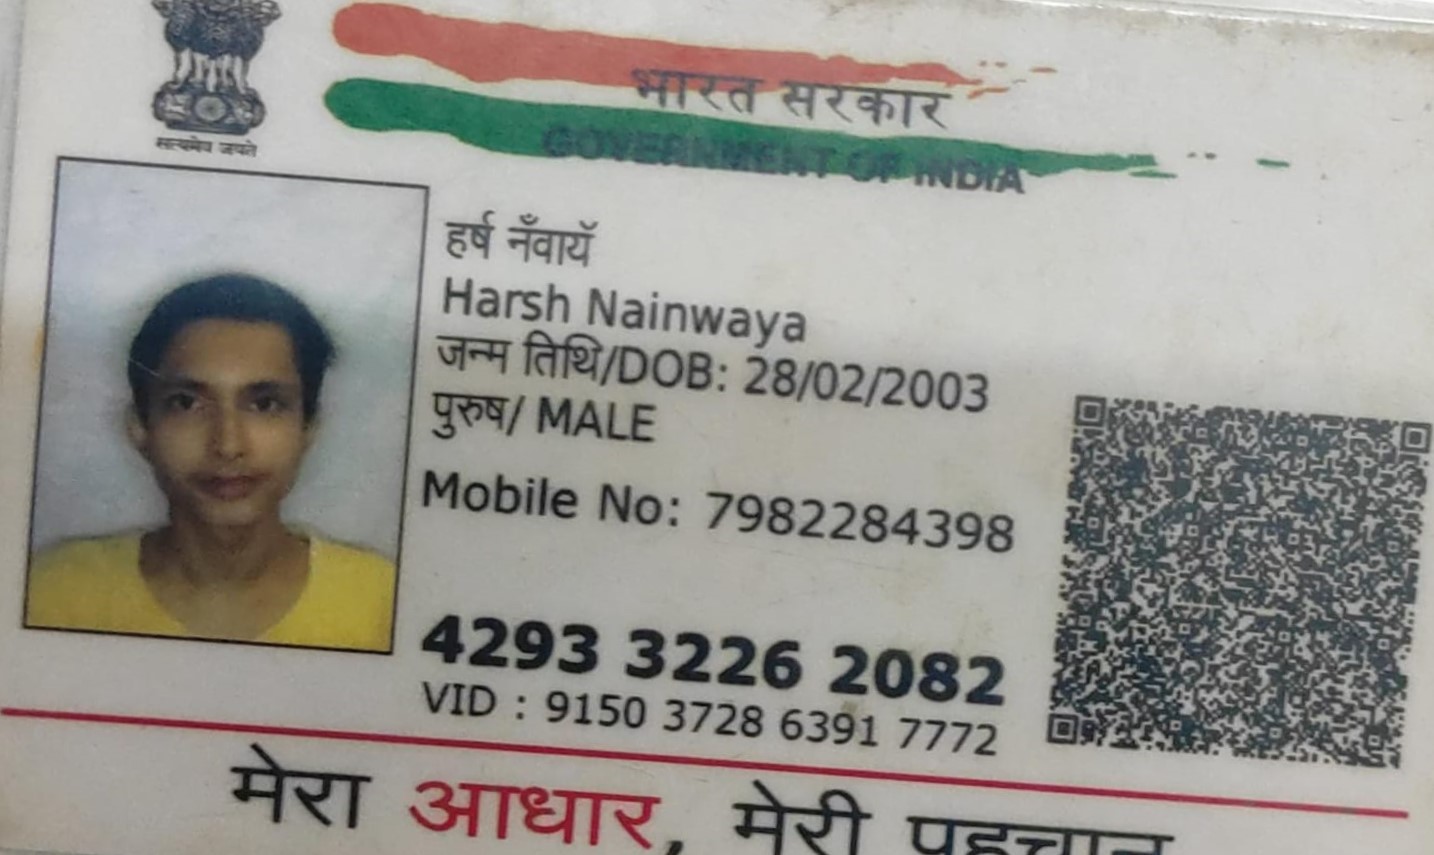 सत्यमेव जयते
भारत सरकार
GOVERNMENT OF INDIA
हर्ष नँवायॅ
Harsh Nainwaya
जन्म तिथि/DOB: 28/02/2003
पुरुष/ MALE
Mobile No: 7982284398
4293 3226 2082
VID : 9150 3728 6391 7772
मेरा आधार, मेरी पहचान